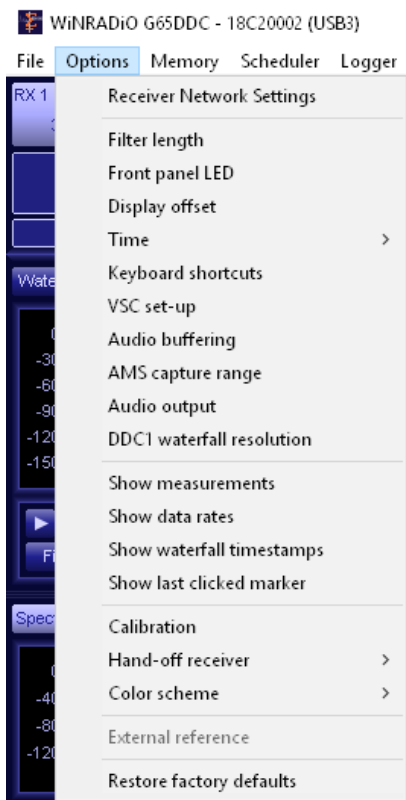 WiNRADiO G65DDC - 18C20002 (USB3)
File Options Memory Scheduler Logger
RX 1
Receiver Network Settings
Filter length
Front panel LED
Display offset
Time
Keyboard shortcuts
VSC set-up
Audio buffering
AMS capture range
Audio output
DDC1 waterfall resolution
-30
-60
-90
-120
-150
Show measurements
Show data rates
Show waterfall timestamps
Show last clicked marker
Calibration
Hand-off receiver
Color scheme
External reference
Restore factory defaults
-40
-80
-120